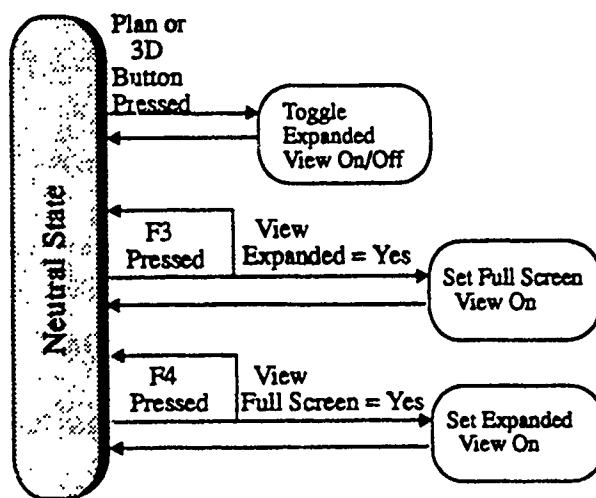 Plan or
3D
Button
Pressed
Toggle
Expanded
View On/Off
Neutral State
F3
Pressed
View
Expanded = Yes
Set Full Screen
View On
F4
Pressed
View
Full Screen = Yes
Set Expanded
View On